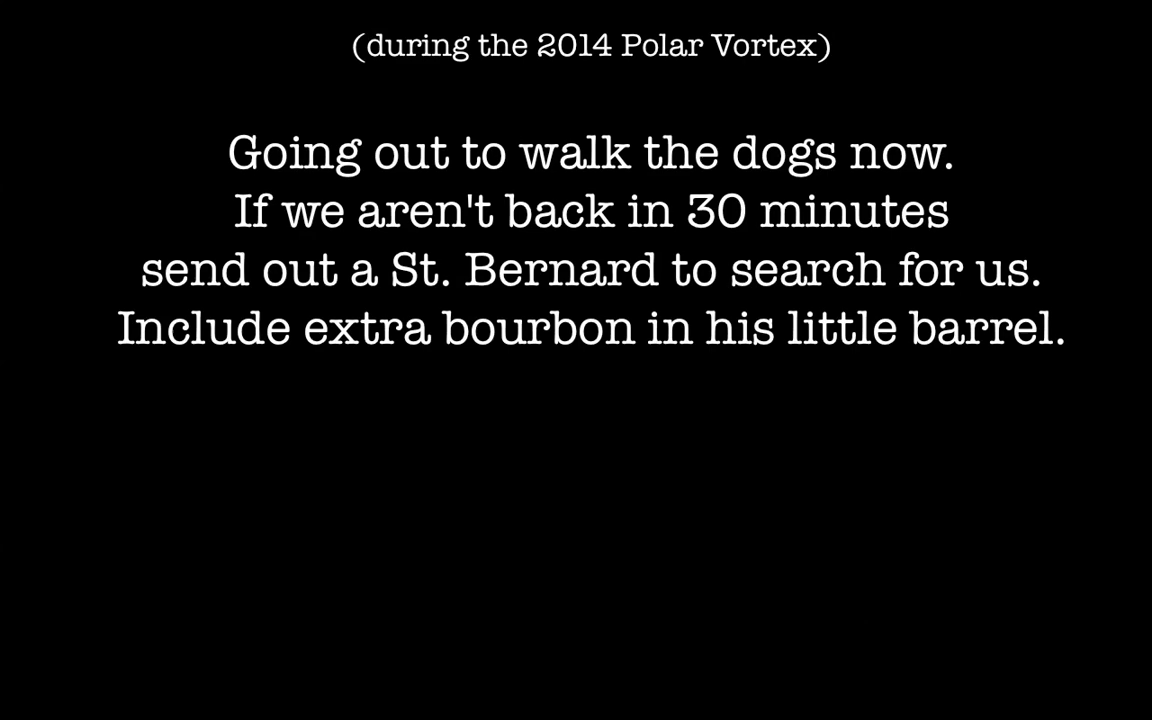 (during the 2014 Polar Vortex)
Going out to walk the dogs now.
If we aren't back in 30 minutes
send out a St. Bernard to search for us.
Include extra bourbon in his little barrel.